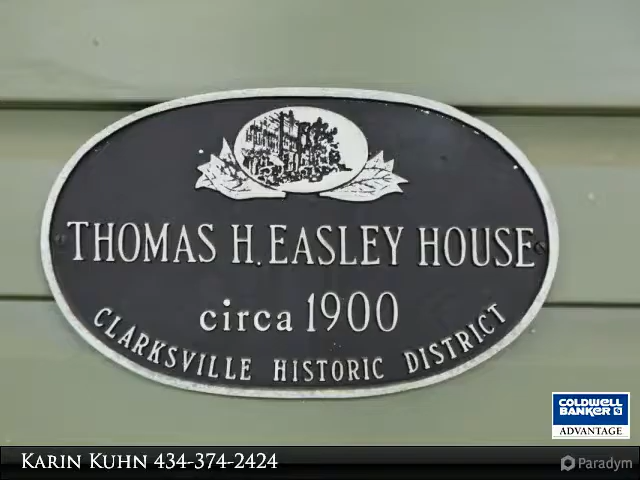 THOMAS H. EASLEY HOUSE
circa 1900
CLARKSVILLE HISTORIC DISTRICT
COLDWELL
BANKER
ADVANTAGE
KARIN KUHN 434-374-2424
Paradym